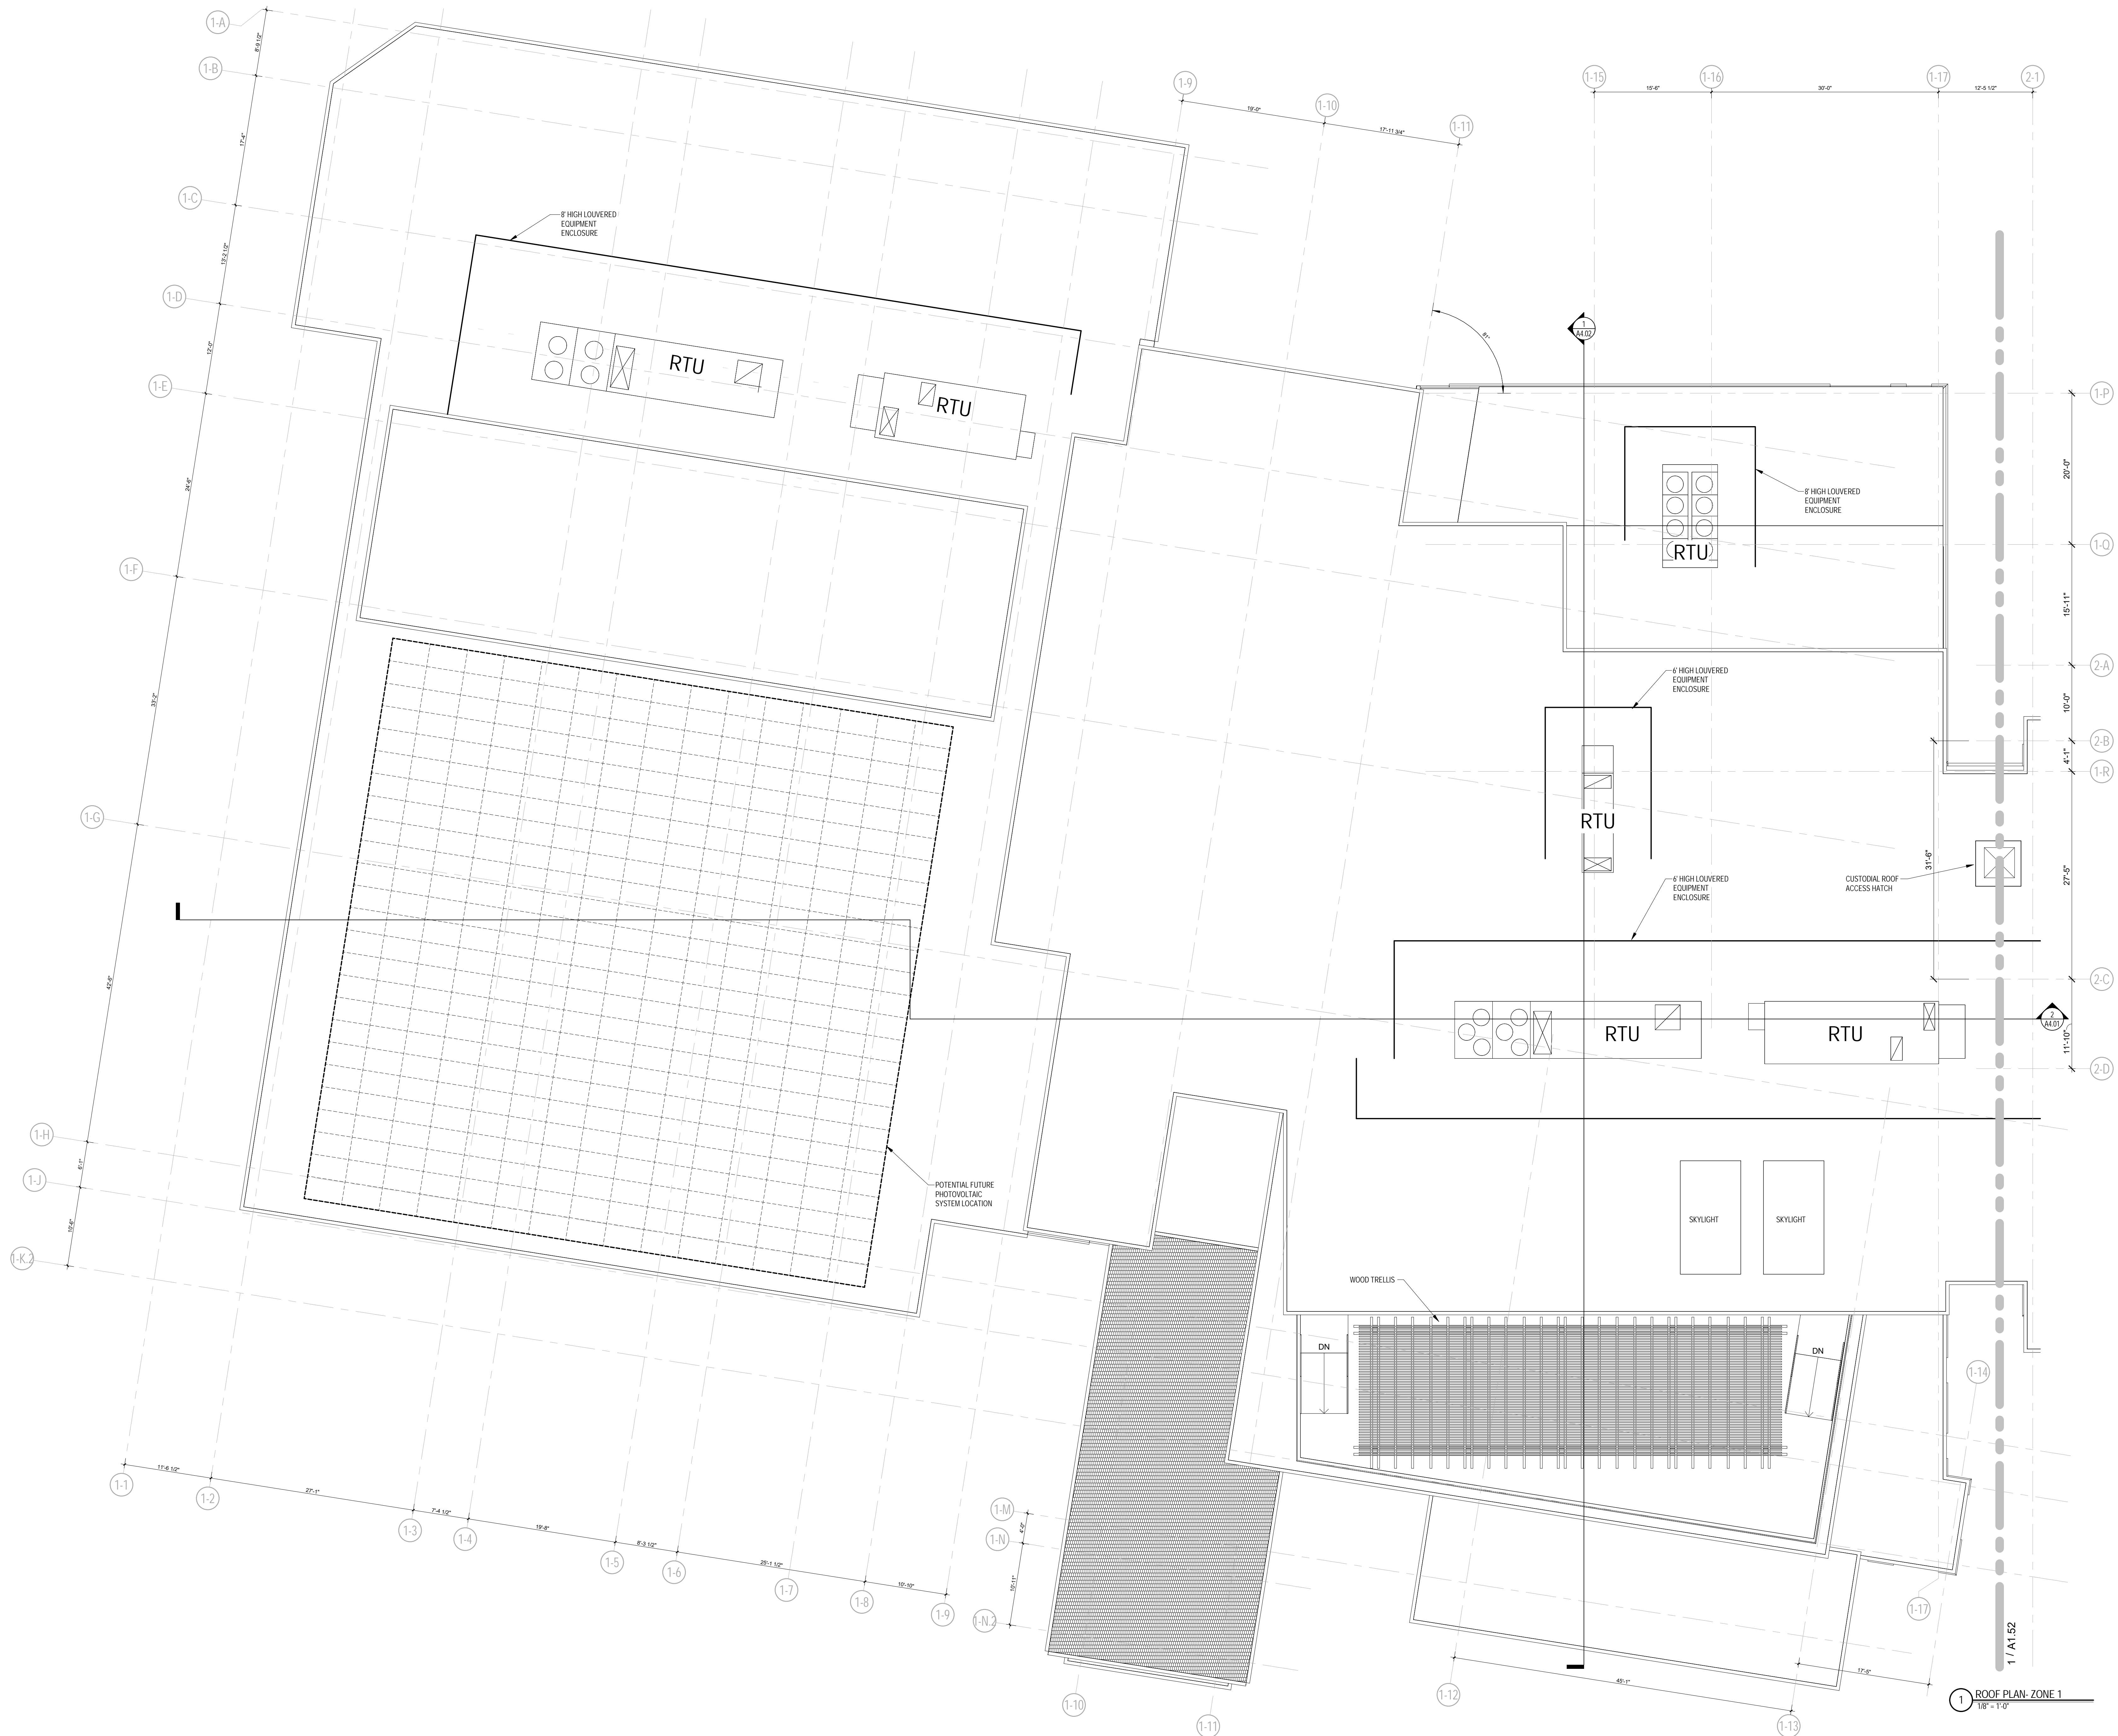 1-A
1-B
1-C
1-D
1-E
1-F
1-G
1-H
1-J
1-K.2
8'-9 1/2"
17'-4"
13'-2 1/2"
12'-0"
24'-6"
33'-2"
42'-6"
6'-1"
10'-6"
1-9
1-10
1-11
19'-0"
17'-11 3/4"
1-15
1-16
1-17
2-1
15'-6"
30'-0"
12'-5 1/2"
8' HIGH LOUVERED
EQUIPMENT
ENCLOSURE
RTU
RTU
1
A4.02
81°
8' HIGH LOUVERED
EQUIPMENT
ENCLOSURE
RTU
6' HIGH LOUVERED
EQUIPMENT
ENCLOSURE
RTU
6' HIGH LOUVERED
EQUIPMENT
ENCLOSURE
CUSTODIAL ROOF
ACCESS HATCH
31'-6"
RTU
RTU
2
A4.01
1-P
1-Q
2-A
2-B
1-R
2-C
2-D
20'-0"
15'-11"
10'-0"
4'-1"
27'-5"
11'-10"
POTENTIAL FUTURE
PHOTOVOLTAIC
SYSTEM LOCATION
SKYLIGHT
SKYLIGHT
WOOD TRELLIS
DN
DN
1-14
1-17
1-1
1-2
1-3
1-4
1-5
1-6
1-7
1-8
1-9
11'-6 1/2"
27'-1"
7'-4 1/2"
19'-8"
8'-3 1/2"
25'-1 1/2"
10'-10"
1-M
1-N
1-N.2
4'-0"
10'-11"
1-10
1-11
1-12
1-13
45'-1"
17'-5"
1 / A1.52
1
ROOF PLAN- ZONE 1
1/8" = 1'-0"